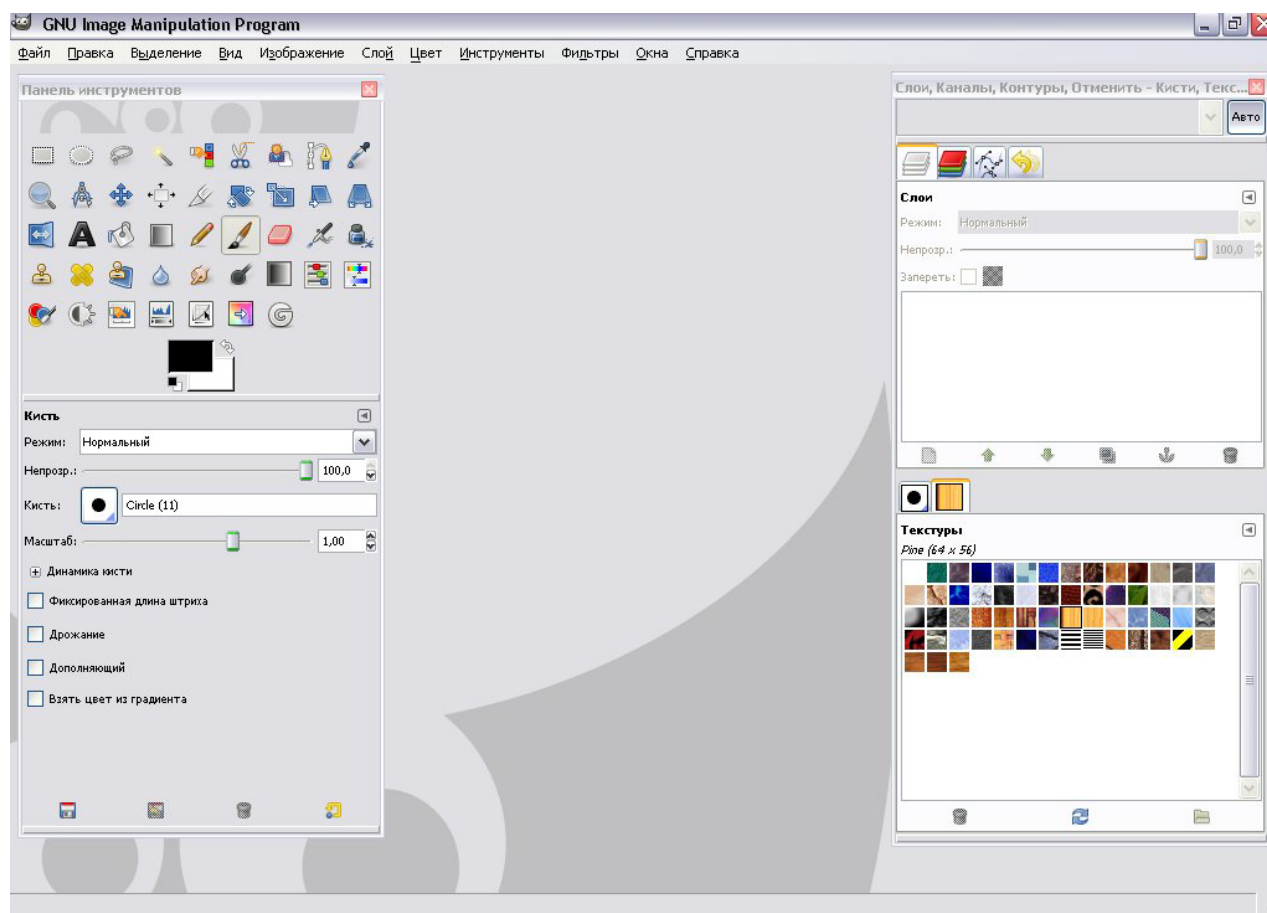 GNU Image Manipulation Program
Файл Правка Выделение Вид Изображение Слой Цвет Инструменты Фильтры Окна Справка
Панель инструментов
Кисть
Режим: Нормальный
Непрозр.: 100,0
Кисть: Circle (11)
Масштаб: 1,00
Динамика кисти
Фиксированная длина штриха
Дрожание
Дополняющий
Взять цвет из градиента
Слои, Каналы, Контуры, Отменить - Кисти, Текс...
Авто
Слои
Режим: Нормальный
Непрозр.: 100,0
Запереть:
Текстуры
Pine (64 x 56)